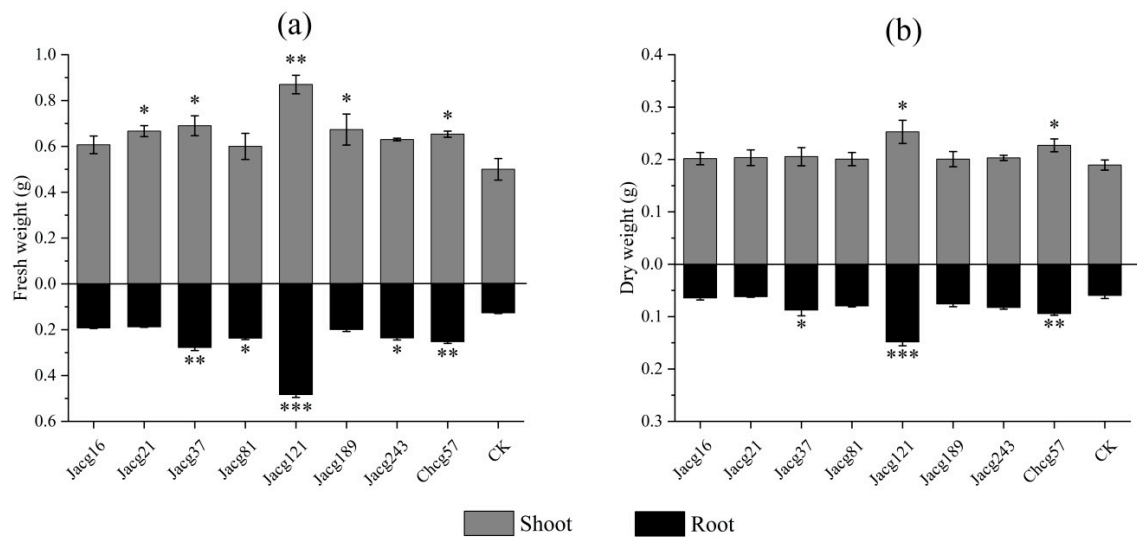 (a)
Fresh weight (g)
1.0
0.8
0.6
0.4
0.2
0.0
0.2
0.4
0.6
*
*
**
*
*
**
*
***
*
**
Jacg16
Jacg21
Jacg37
Jacg81
Jacg121
Jacg189
Jacg243
Chcg57
CK
(b)
Dry weight (g)
0.4
0.3
0.2
0.1
0.0
0.1
0.2
0.3
*
*
*
***
**
Jacg16
Jacg21
Jacg37
Jacg81
Jacg121
Jacg189
Jacg243
Chcg57
CK
Shoot
Root